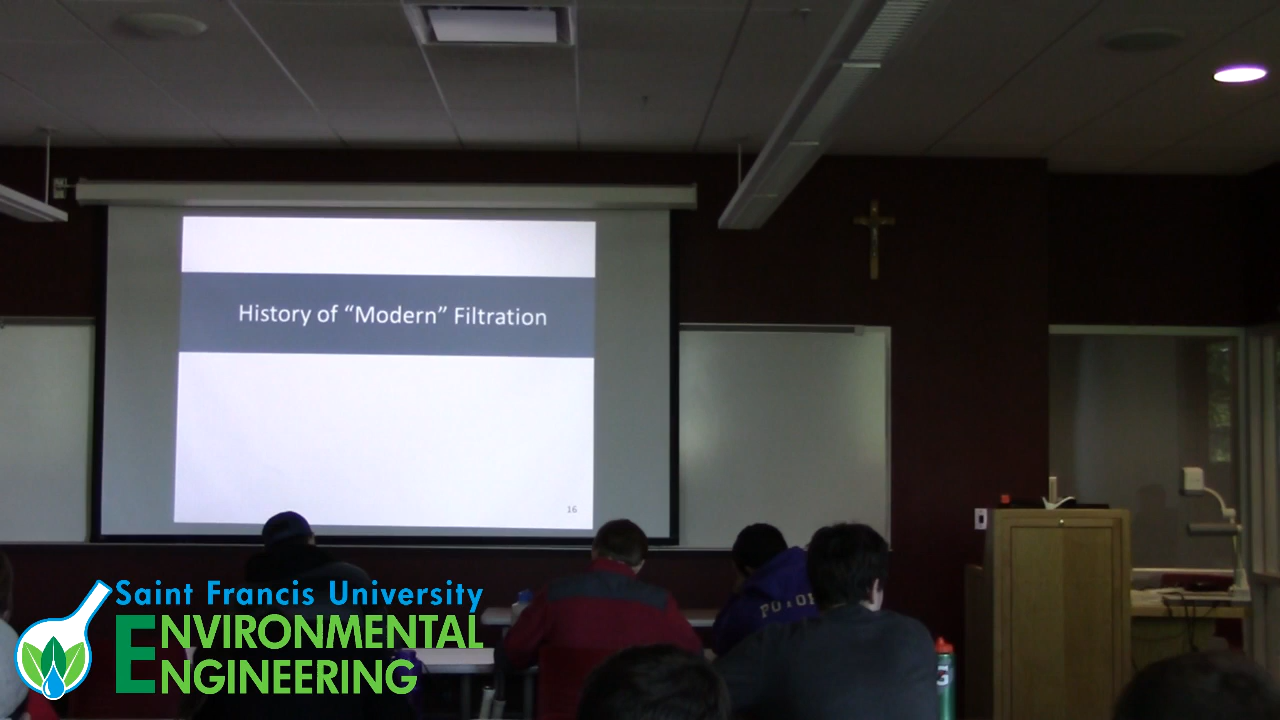 History of “Modern” Filtration
16
Saint Francis University
ENVIRONMENTAL
ENGINEERING
G